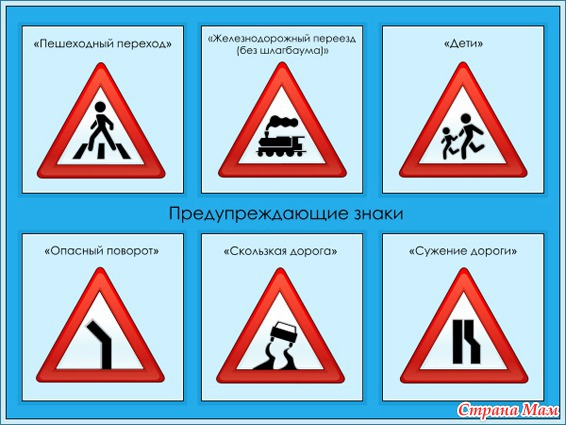 «Пешеходный переход»
«Железнодорожный переезд
(без шлагбаума)»
«Дети»
Предупреждающие знаки
«Опасный поворот»
«Скользкая дорога»
«Сужение дороги»
Страна Мам